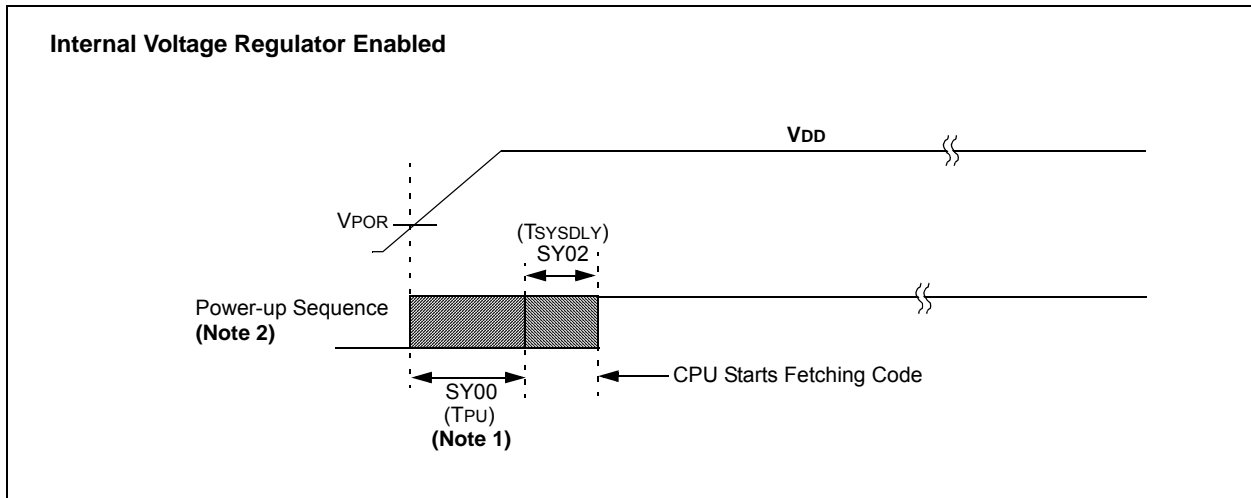 Internal Voltage Regulator Enabled
VDD
VPOR
(TSYSDLY)
SY02
Power-up Sequence
(Note 2)
CPU Starts Fetching Code
SY00
(TPU)
(Note 1)